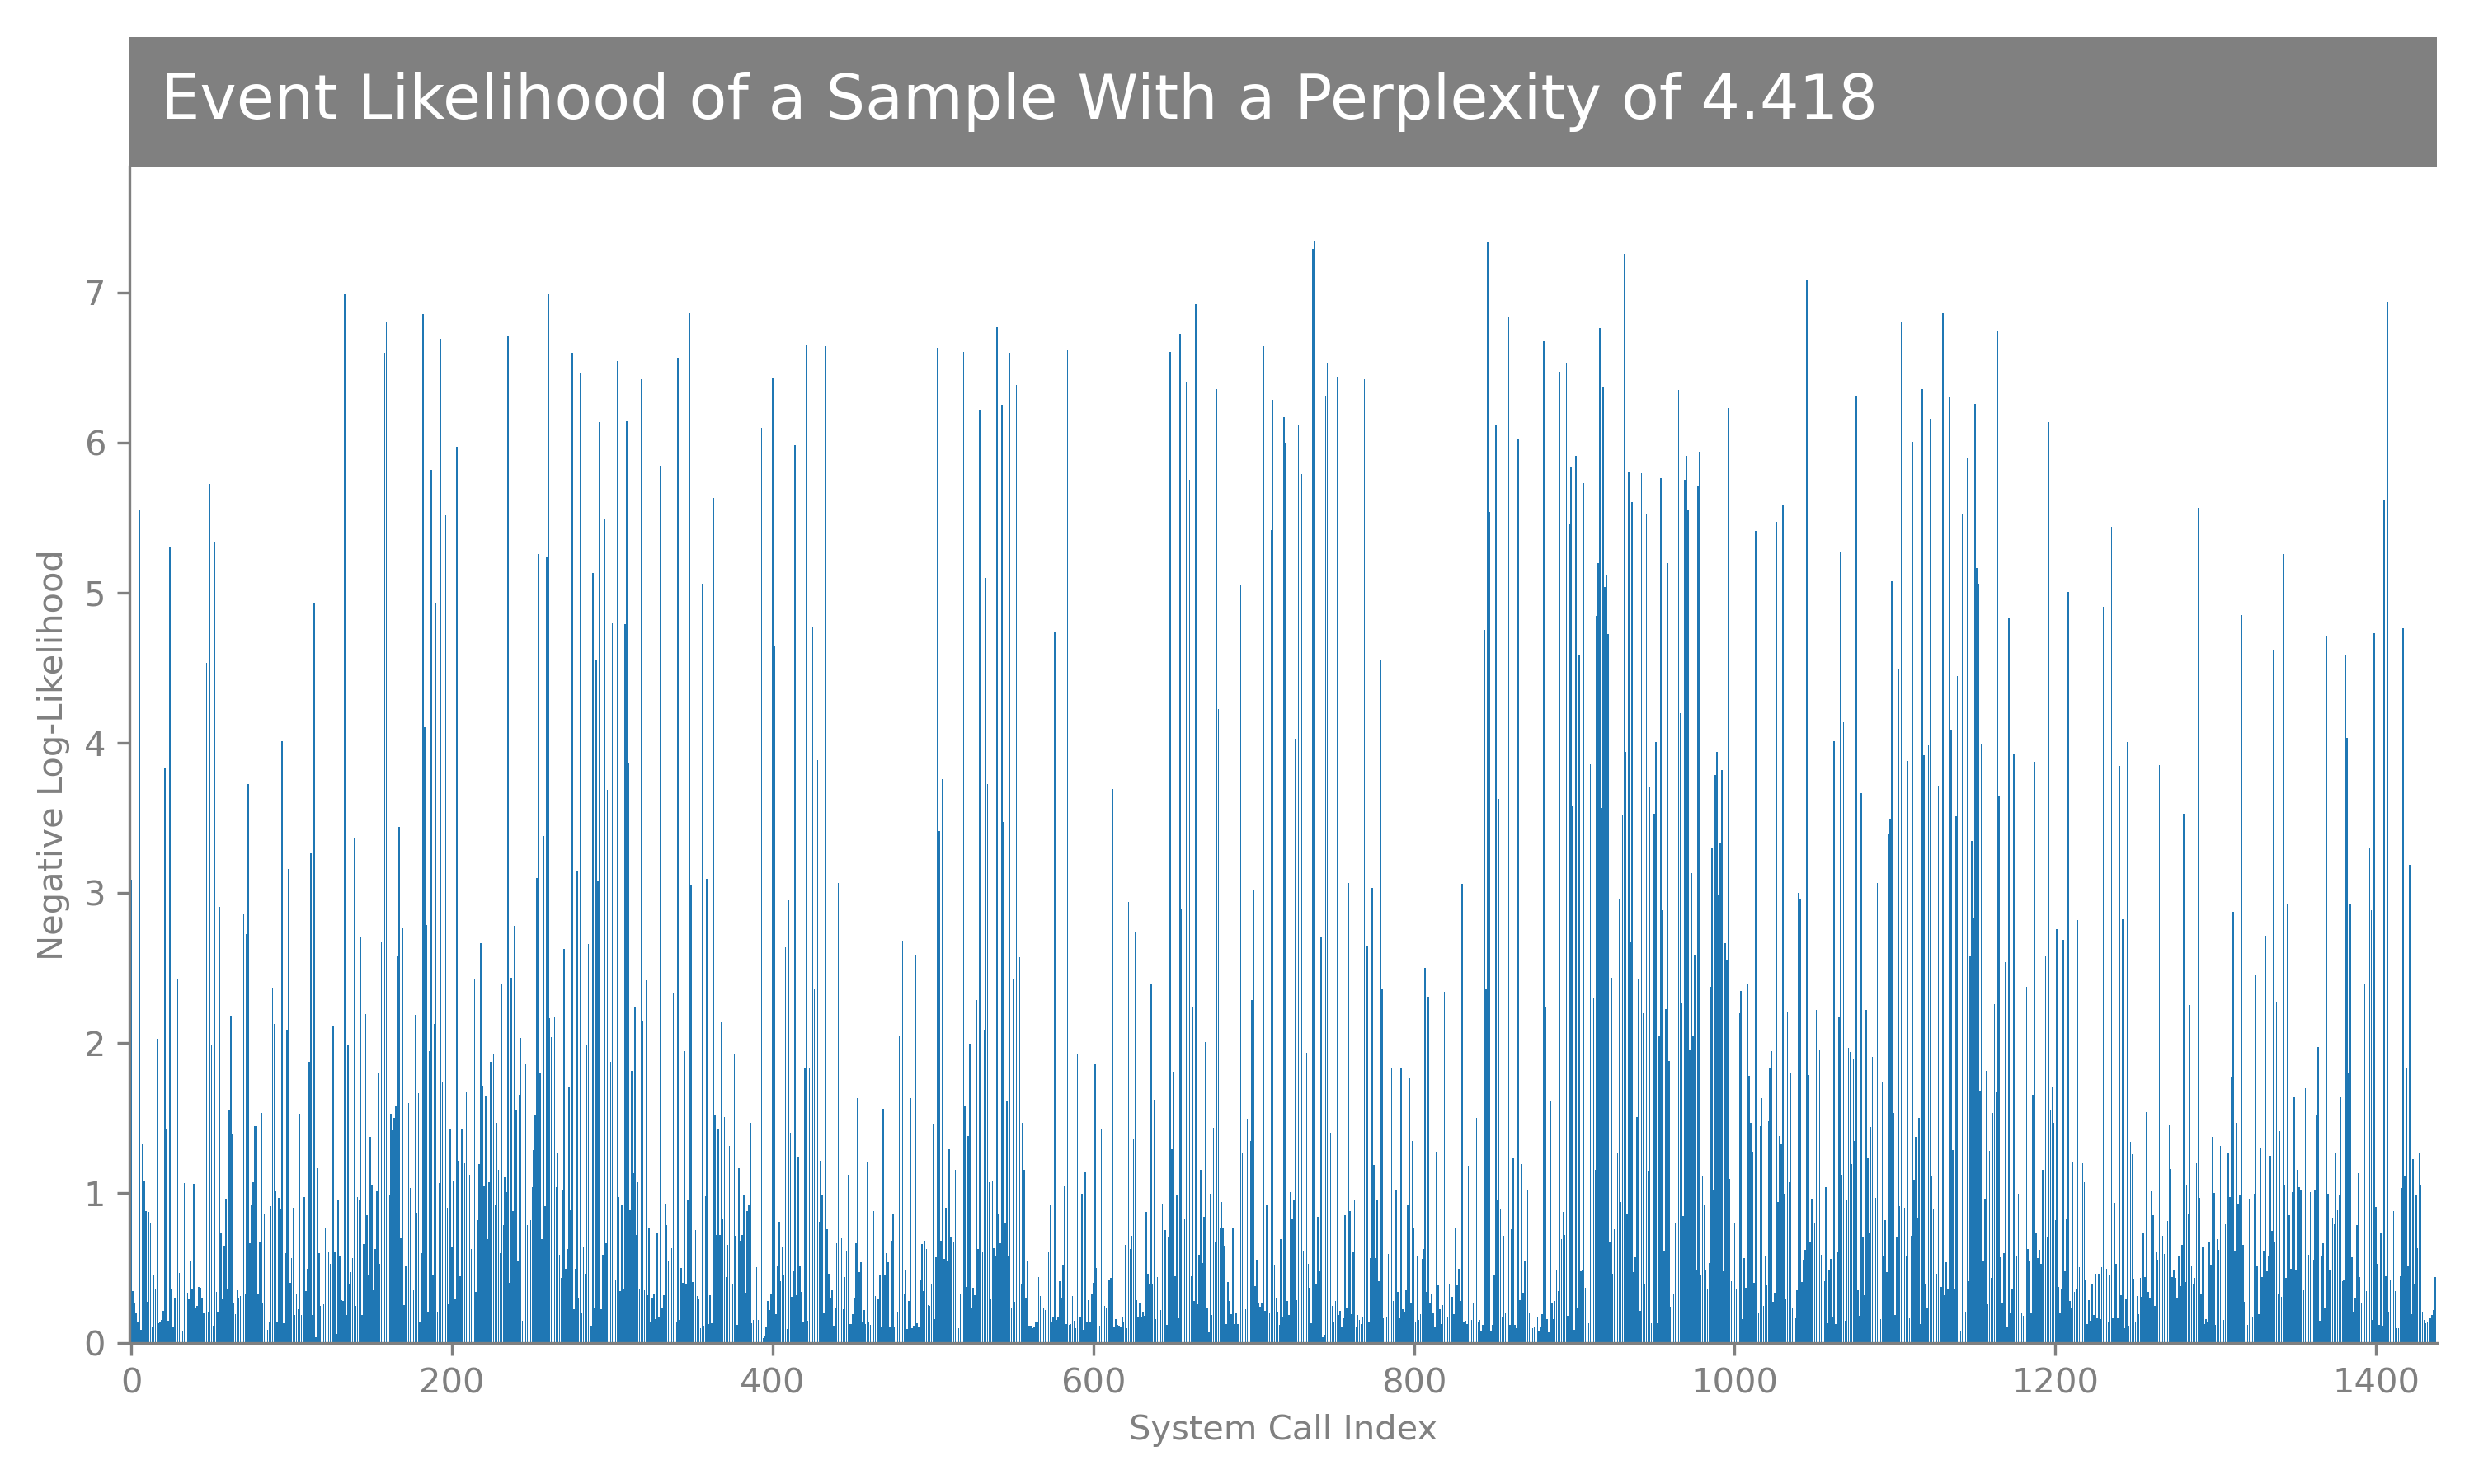 Event Likelihood of a Sample With a Perplexity of 4.418
Negative Log-Likelihood
7
6
5
4
3
2
1
0
0 200 400 600 800 1000 1200 1400
System Call Index